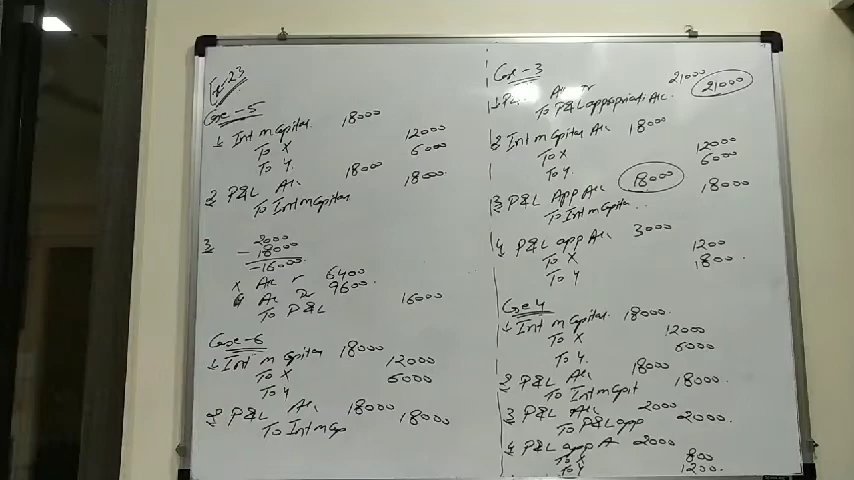 Ex-23
Case-5
1 Int on Capital 18000
To X 12000
To Y. 6000
2 P&L A/c 18000
To Int on Capital 18000
3 2000
- 18000
- 16000
X A/c Dr 6400
A/c Dr 9600
To P&L 16000
Case-6
1 Int on Capital 18000
To X 12000
To Y 6000
2 P&L A/c 18000
To Int on Cap 18000
Case-3
1 P&L A/c Dr 21000
To P&L appropriation A/c. 21000
2 Int on Capital A/c 18000
To X 12000
To Y. 6000
3 P&L App A/c 18000
To Int on Capital 18000
4 P&L app A/c 3000
To X 1200
To Y 1800
Case 4
1 Int on Capital. 18000
To X 12000
To Y. 6000
2 P&L A/c 18000
To Int on Capit 18000
3 P&L A/c 2000
To P&L app 2000
4 P&L app A 2000
To X 800
To Y 1200